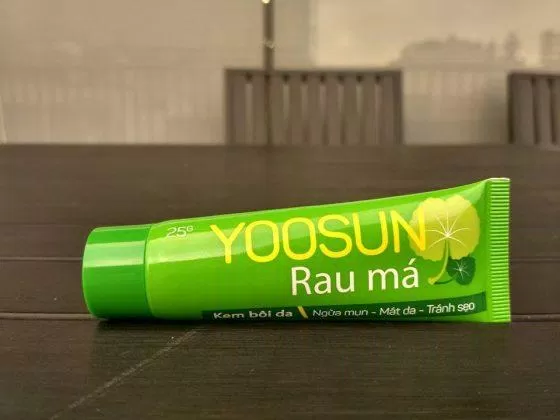 25G
YOOSUN
Rau má
Kem bôi da \ Ngừa mụn - Mát da - Tránh sẹo